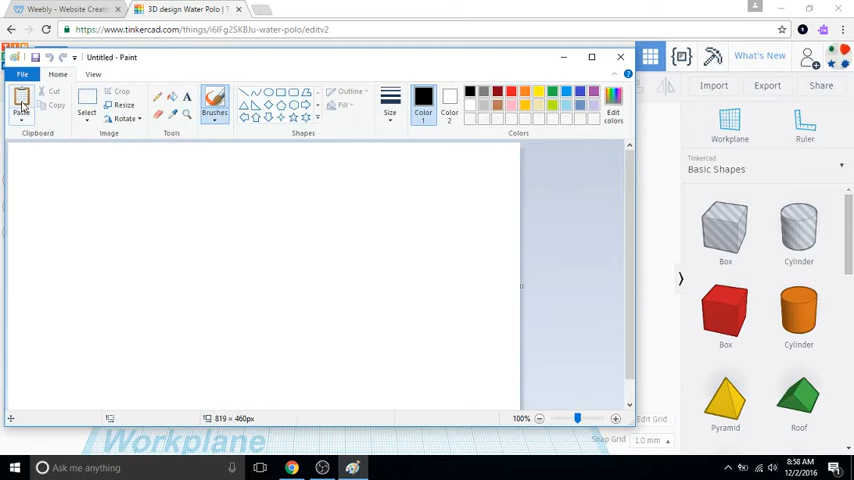 Weebly - Website Creatio
3D design Water Polo | T
https://www.tinkercad.com/things/i6lFg2SKBJu-water-polo/editv2
Untitled - Paint
File
Home
View
Paste
Cut
Copy
Clipboard
Select
Crop
Resize
Rotate
Image
Tools
Brushes
Outline
Fill
Shapes
Size
Color
1
Color
2
Edit
colors
Colors
819 × 460px
100%
What's New
Import
Export
Share
Workplane
Ruler
Tinkercad
Basic Shapes
Box
Cylinder
Box
Cylinder
Pyramid
Roof
Workplane
Edit Grid
Snap Grid
1.0 mm
Ask me anything
8:58 AM
12/2/2016